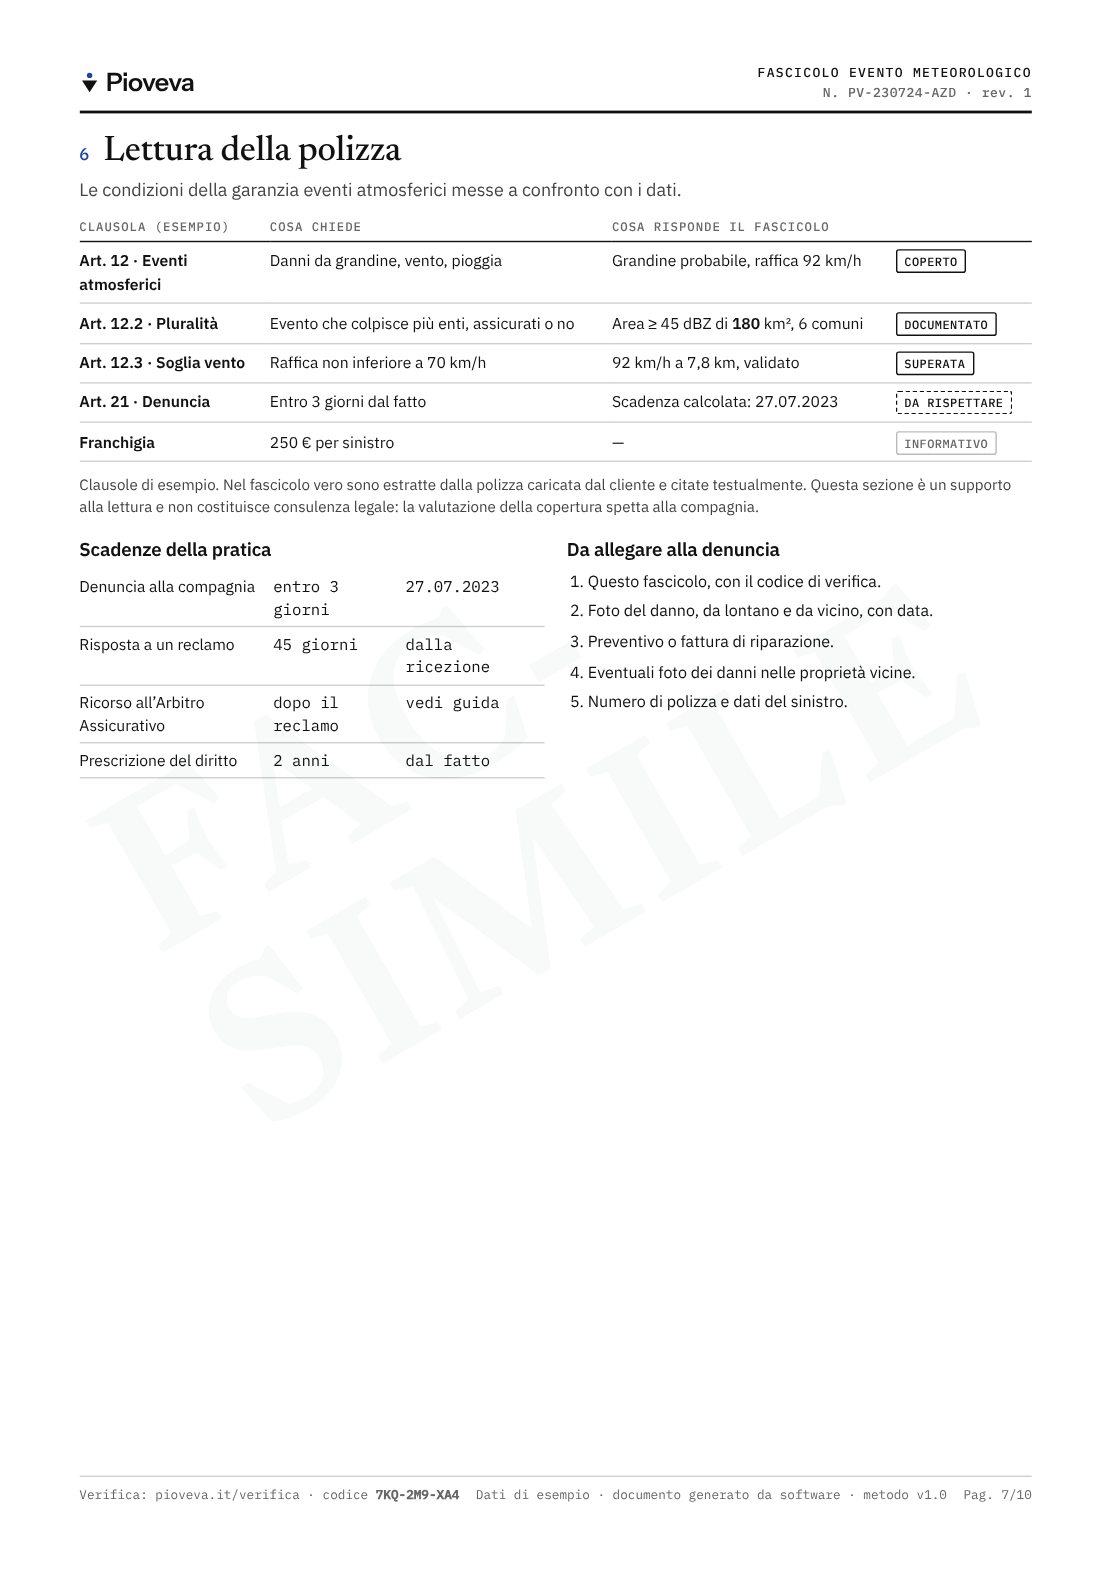 Pioveva
FASCICOLO EVENTO METEOROLOGICO
N. PV-230724-AZD · rev. 1
6 Lettura della polizza
Le condizioni della garanzia eventi atmosferici messe a confronto con i dati.
CLAUSOLA (ESEMPIO) COSA CHIEDE COSA RISPONDE IL FASCICOLO
Art. 12 · Eventi atmosferici Danni da grandine, vento, pioggia Grandine probabile, raffica 92 km/h COPERTO
Art. 12.2 · Pluralità Evento che colpisce più enti, assicurati o no Area ≥ 45 dBZ di 180 km², 6 comuni DOCUMENTATO
Art. 12.3 · Soglia vento Raffica non inferiore a 70 km/h 92 km/h a 7,8 km, validato SUPERATA
Art. 21 · Denuncia Entro 3 giorni dal fatto Scadenza calcolata: 27.07.2023 DA RISPETTARE
Franchigia 250 € per sinistro — INFORMATIVO
Clausole di esempio. Nel fascicolo vero sono estratte dalla polizza caricata dal cliente e citate testualmente. Questa sezione è un supporto
alla lettura e non costituisce consulenza legale: la valutazione della copertura spetta alla compagnia.
Scadenze della pratica
Denuncia alla compagnia entro 3 giorni 27.07.2023
Risposta a un reclamo 45 giorni dalla ricezione
Ricorso all’Arbitro Assicurativo dopo il reclamo vedi guida
Prescrizione del diritto 2 anni dal fatto
Da allegare alla denuncia
1. Questo fascicolo, con il codice di verifica.
2. Foto del danno, da lontano e da vicino, con data.
3. Preventivo o fattura di riparazione.
4. Eventuali foto dei danni nelle proprietà vicine.
5. Numero di polizza e dati del sinistro.
FAC-
SIMILE
Verifica: pioveva.it/verifica · codice 7KQ-2M9-XA4 Dati di esempio · documento generato da software · metodo v1.0 Pag. 7/10